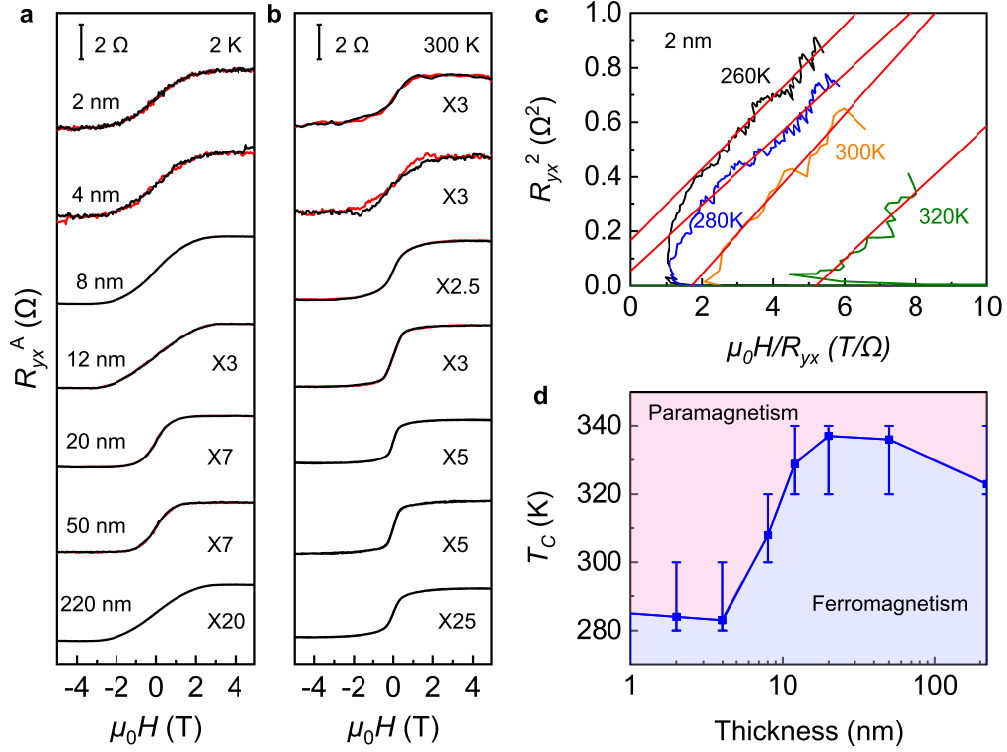 a
2 Ω 2 K
2 nm
4 nm
8 nm
12 nm X3
20 nm X7
50 nm X7
220 nm X20
R_yx^A (Ω)
-4 -2 0 2 4
μ₀H (T)
b
2 Ω 300 K
X3
X3
X2.5
X3
X5
X5
X25
-4 -2 0 2 4
μ₀H (T)
c
2 nm
260K
280K
300K
320K
1.0
0.8
0.6
0.4
0.2
0.0
R_yx² (Ω²)
0 2 4 6 8 10
μ₀H/R_yx (T/Ω)
d
Paramagnetism
Ferromagnetism
340
320
300
280
T_C (K)
1 10 100
Thickness (nm)